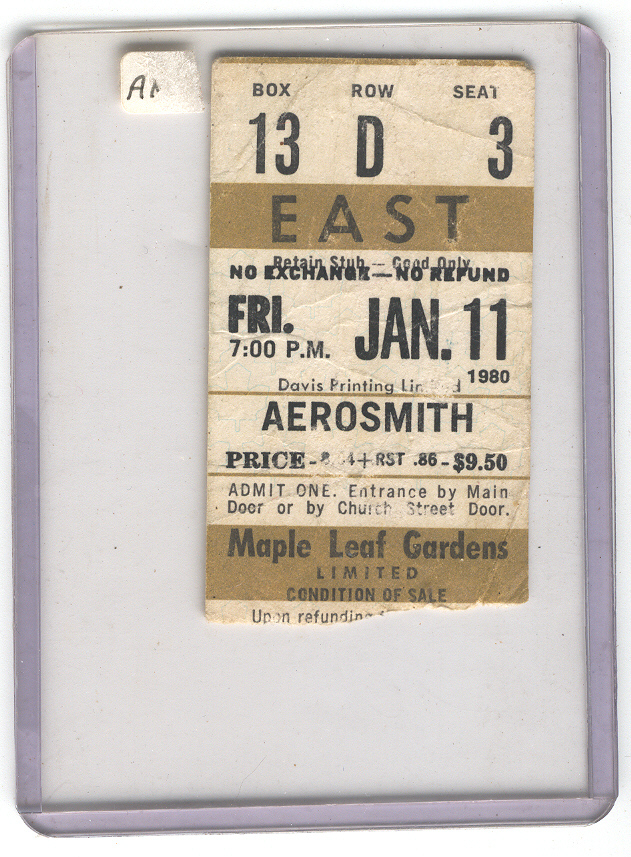 BOX ROW SEAT
13 D 3
EAST
Retain Stub — Good Only
NO EXCHANGE—NO REFUND
FRI. JAN. 11
7:00 P.M.
Davis Printing Limited 1980
AEROSMITH
PRICE- +RST .86-$9.50
ADMIT ONE. Entrance by Main
Door or by Church Street Door.
Maple Leaf Gardens
LIMITED
CONDITION OF SALE
Upon refunding